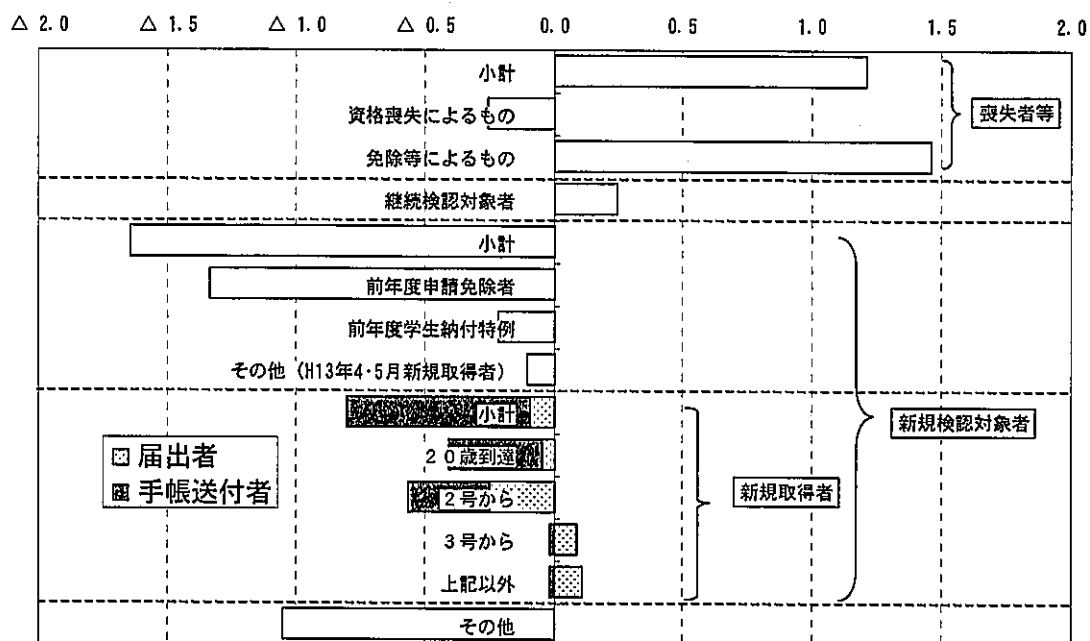 △ 2.0 △ 1.5 △ 1.0 △ 0.5 0.0 0.5 1.0 1.5 2.0
小計
資格喪失によるもの
免除等によるもの
喪失者等
継続検認対象者
小計
前年度申請免除者
前年度学生納付特例
その他（H13年4・5月新規取得者）
新規検認対象者
小計
２０歳到達
２号から
３号から
上記以外
新規取得者
届出者
手帳送付者
その他